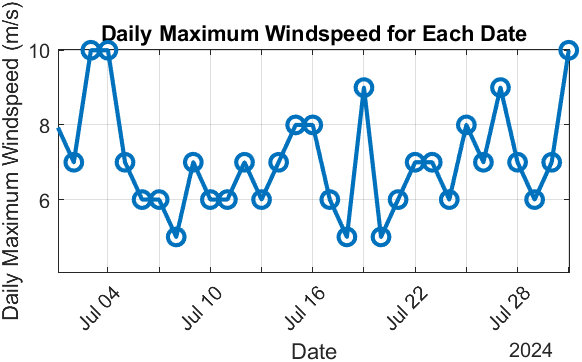 Daily Maximum Windspeed for Each Date
Daily Maximum Windspeed (m/s)
10
8
6
Jul 04
Jul 10
Jul 16
Jul 22
Jul 28
Date
2024